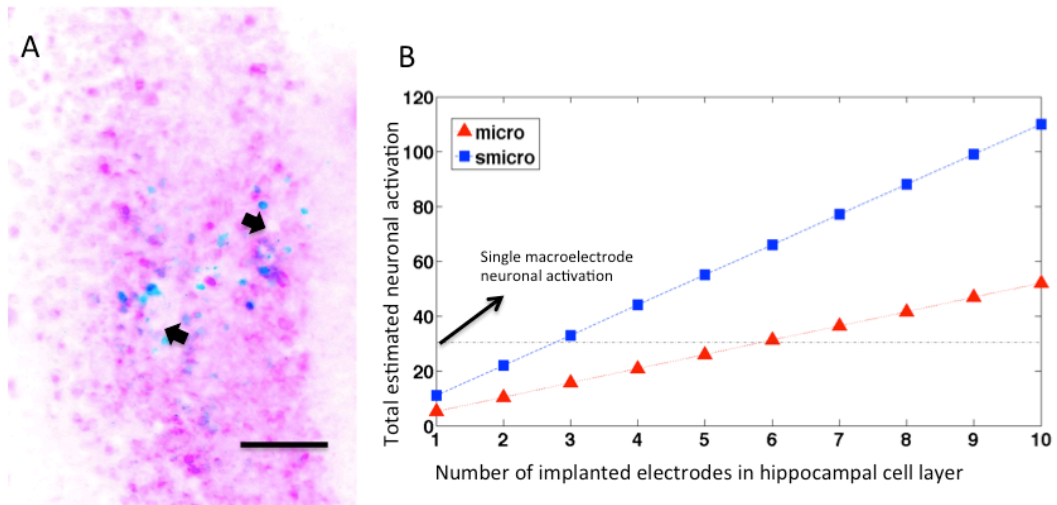 A
B
120
100
80
60
40
20
0
micro
smicro
Single macroelectrode
neuronal activation
Total estimated neuronal activation
1 2 3 4 5 6 7 8 9 10
Number of implanted electrodes in hippocampal cell layer